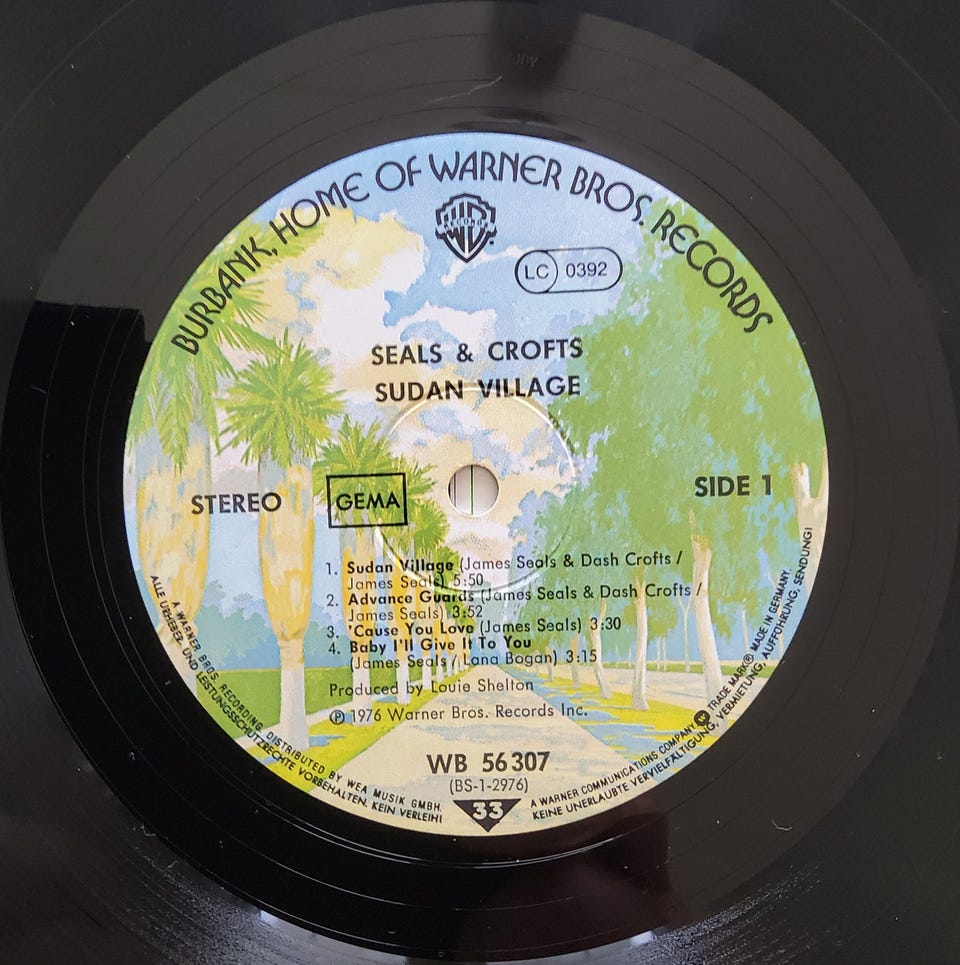 BURBANK, HOME OF WARNER BROS. RECORDS
WB
RECORDS
LC 0392
SEALS & CROFTS
SUDAN VILLAGE
STEREO
GEMA
SIDE 1
1. Sudan Village (James Seals & Dash Crofts /
James Seals) 5:50
2. Advance Guards (James Seals & Dash Crofts /
James Seals) 3:52
3. 'Cause You Love (James Seals) 3:30
4. Baby I'll Give It To You
(James Seals / Lana Bogan) 3:15
Produced by Louie Shelton
℗ 1976 Warner Bros. Records Inc.
WB 56 307
(BS-1-2976)
33
A WARNER BROS. RECORDING DISTRIBUTED BY WEA MUSIK GMBH.
ALLE URHEBER- UND LEISTUNGSSCHUTZRECHTE VORBEHALTEN. KEIN VERLEIH!
A WARNER COMMUNICATIONS COMPANY TRADE MARK® MADE IN GERMANY.
KEINE UNERLAUBTE VERVIELFÄLTIGUNG, VERMIETUNG, AUFFÜHRUNG, SENDUNG!